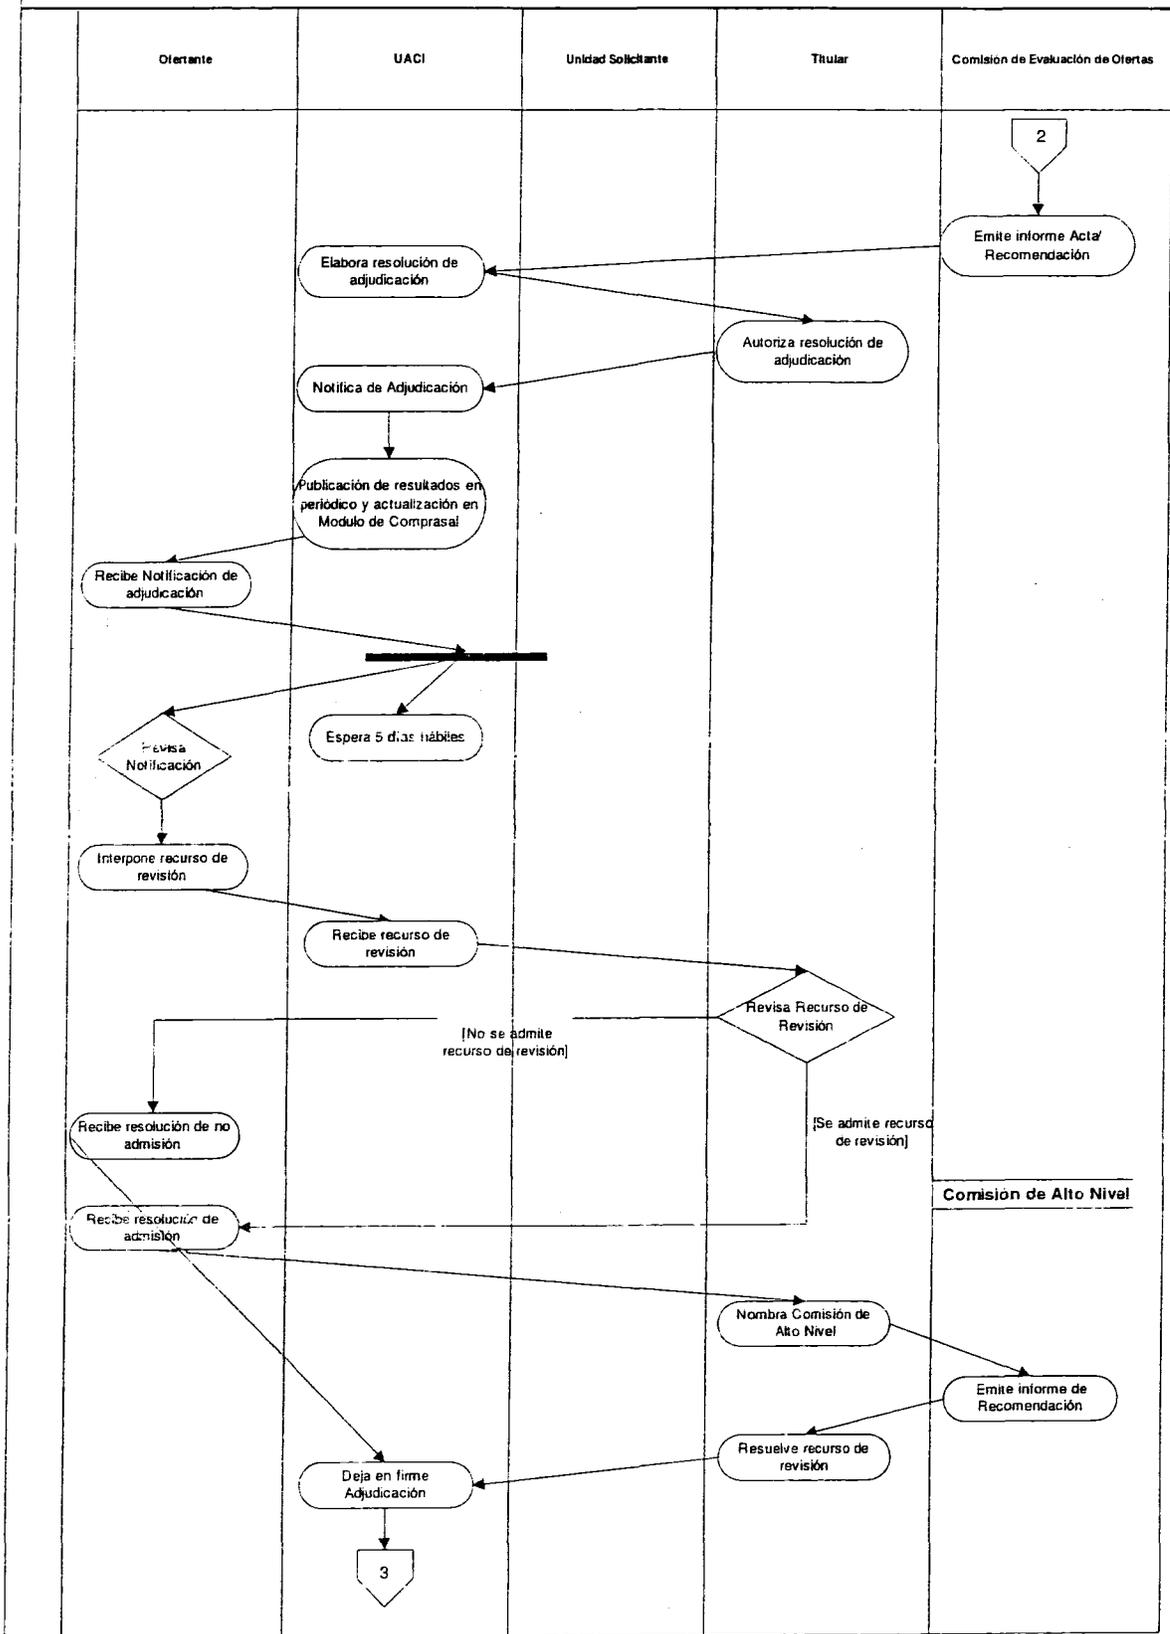 Ofertante
UACI
Unidad Solicitante
Titular
Comisión de Evaluación de Ofertas
2
Emite informe Acta/
Recomendación
Elabora resolución de
adjudicación
Autoriza resolución de
adjudicación
Notifica de Adjudicación
Publicación de resultados en
periódico y actualización en
Modulo de Comprasal
Recibe Notificación de
adjudicación
Revisa
Notificación
Espera 5 días hábiles
Interpone recurso de
revisión
Recibe recurso de
revisión
Revisa Recurso de
Revisión
[No se admite
recurso de revisión]
Recibe resolución de no
admisión
[Se admite recurso
de revisión]
Comisión de Alto Nivel
Recibe resolución de
admisión
Nombra Comisión de
Alto Nivel
Emite informe de
Recomendación
Resuelve recurso de
revisión
Deja en firme
Adjudicación
3